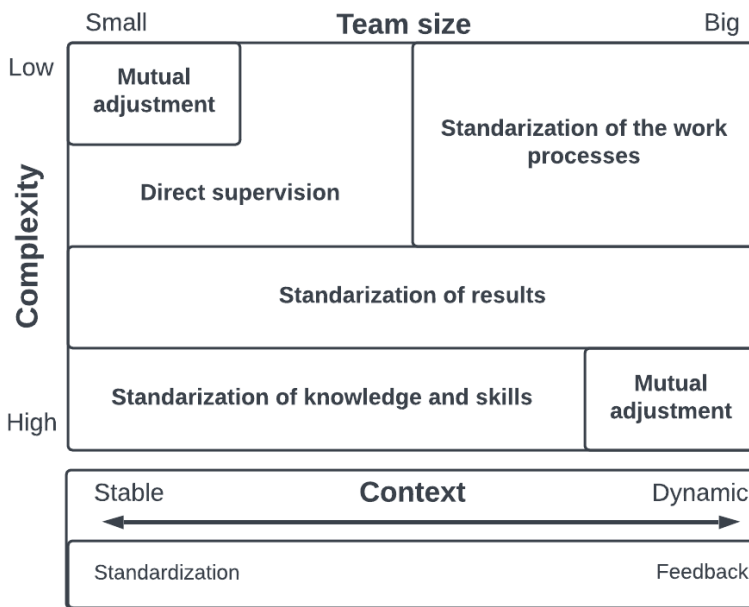 Small
Team size
Big
Low
Mutual
adjustment
Standarization of the work
processes
Direct supervision
Complexity
Standarization of results
Standarization of knowledge and skills
Mutual
adjustment
High
Stable
Context
Dynamic
Standardization
Feedback